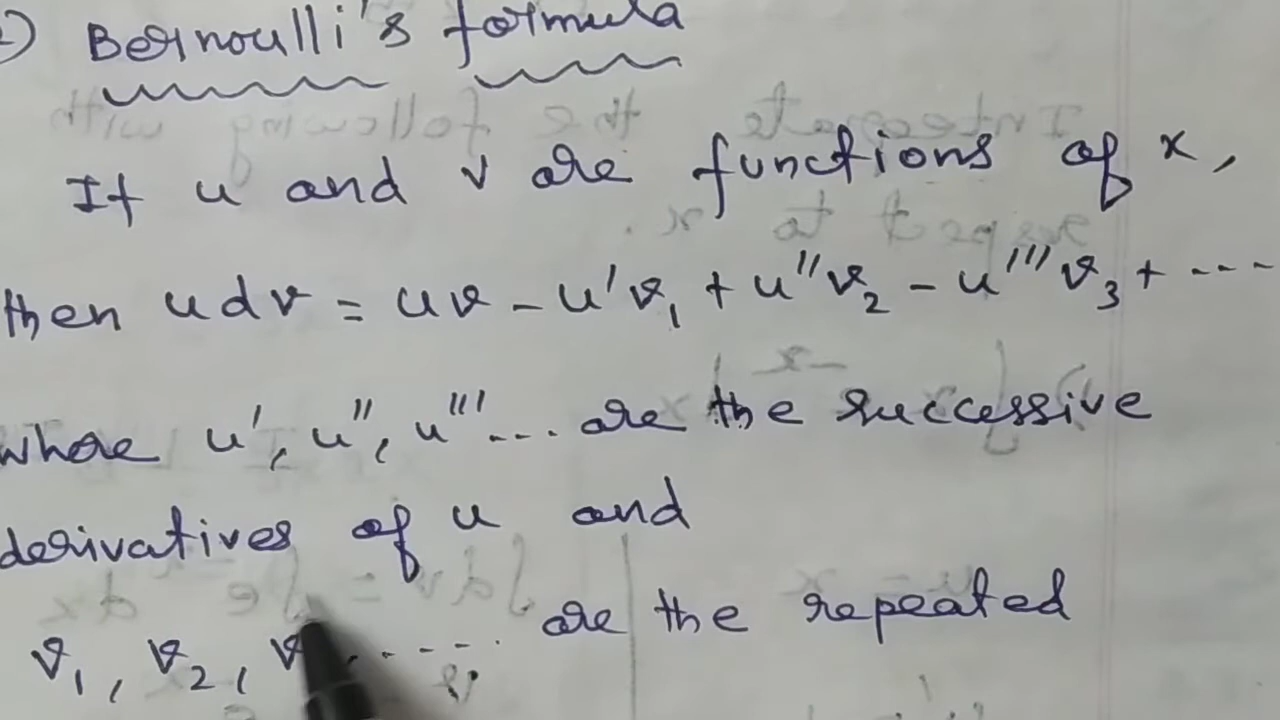 Bernoulli's formula
If u and v are functions of x,
then u dv = uv - u'v₁ + u''v₂ - u'''v₃ + ---
where u', u'', u''' ... are the successive
derivatives of u and
v₁, v₂, v ..... are the repeated